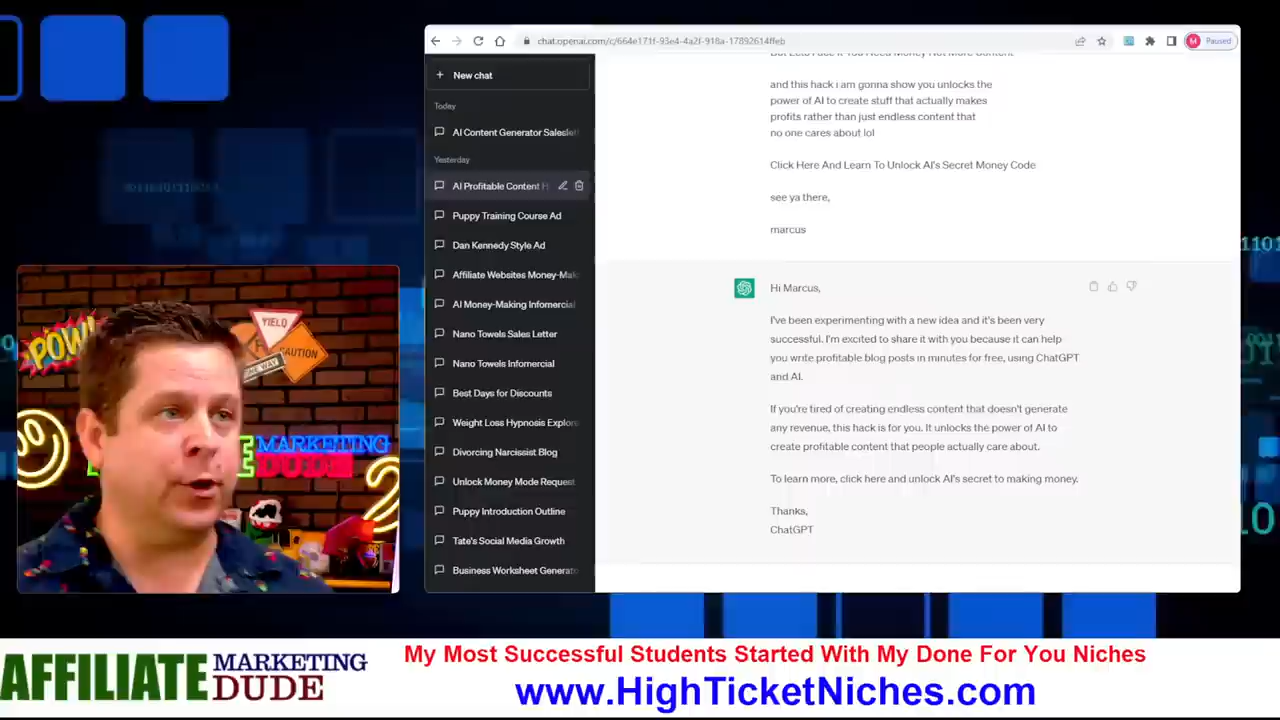 chat.openai.com/c/664e171f-93e4-4a2f-918a-17892614ffeb
M Paused
+ New chat
Today
AI Content Generator Saleslet
Yesterday
AI Profitable Content H
Puppy Training Course Ad
Dan Kennedy Style Ad
Affiliate Websites Money-Mak
AI Money-Making Infomercial
Nano Towels Sales Letter
Nano Towels Infomercial
Best Days for Discounts
Weight Loss Hypnosis Explore
Divorcing Narcissist Blog
Unlock Money Mode Request
Puppy Introduction Outline
Tate's Social Media Growth
Business Worksheet Generato
But Lets Face It You Need Money Not More Content
and this hack i am gonna show you unlocks the
power of AI to create stuff that actually makes
profits rather than just endless content that
no one cares about lol
Click Here And Learn To Unlock AI's Secret Money Code
see ya there,
marcus
Hi Marcus,
I've been experimenting with a new idea and it's been very
successful. I'm excited to share it with you because it can help
you write profitable blog posts in minutes for free, using ChatGPT
and AI.
If you're tired of creating endless content that doesn't generate
any revenue, this hack is for you. It unlocks the power of AI to
create profitable content that people actually care about.
To learn more, click here and unlock AI's secret to making money.
Thanks,
ChatGPT
POW!
YIELD
CAUTION
MARKETING
DUDE
AFFILIATE MARKETING DUDE
My Most Successful Students Started With My Done For You Niches
www.HighTicketNiches.com